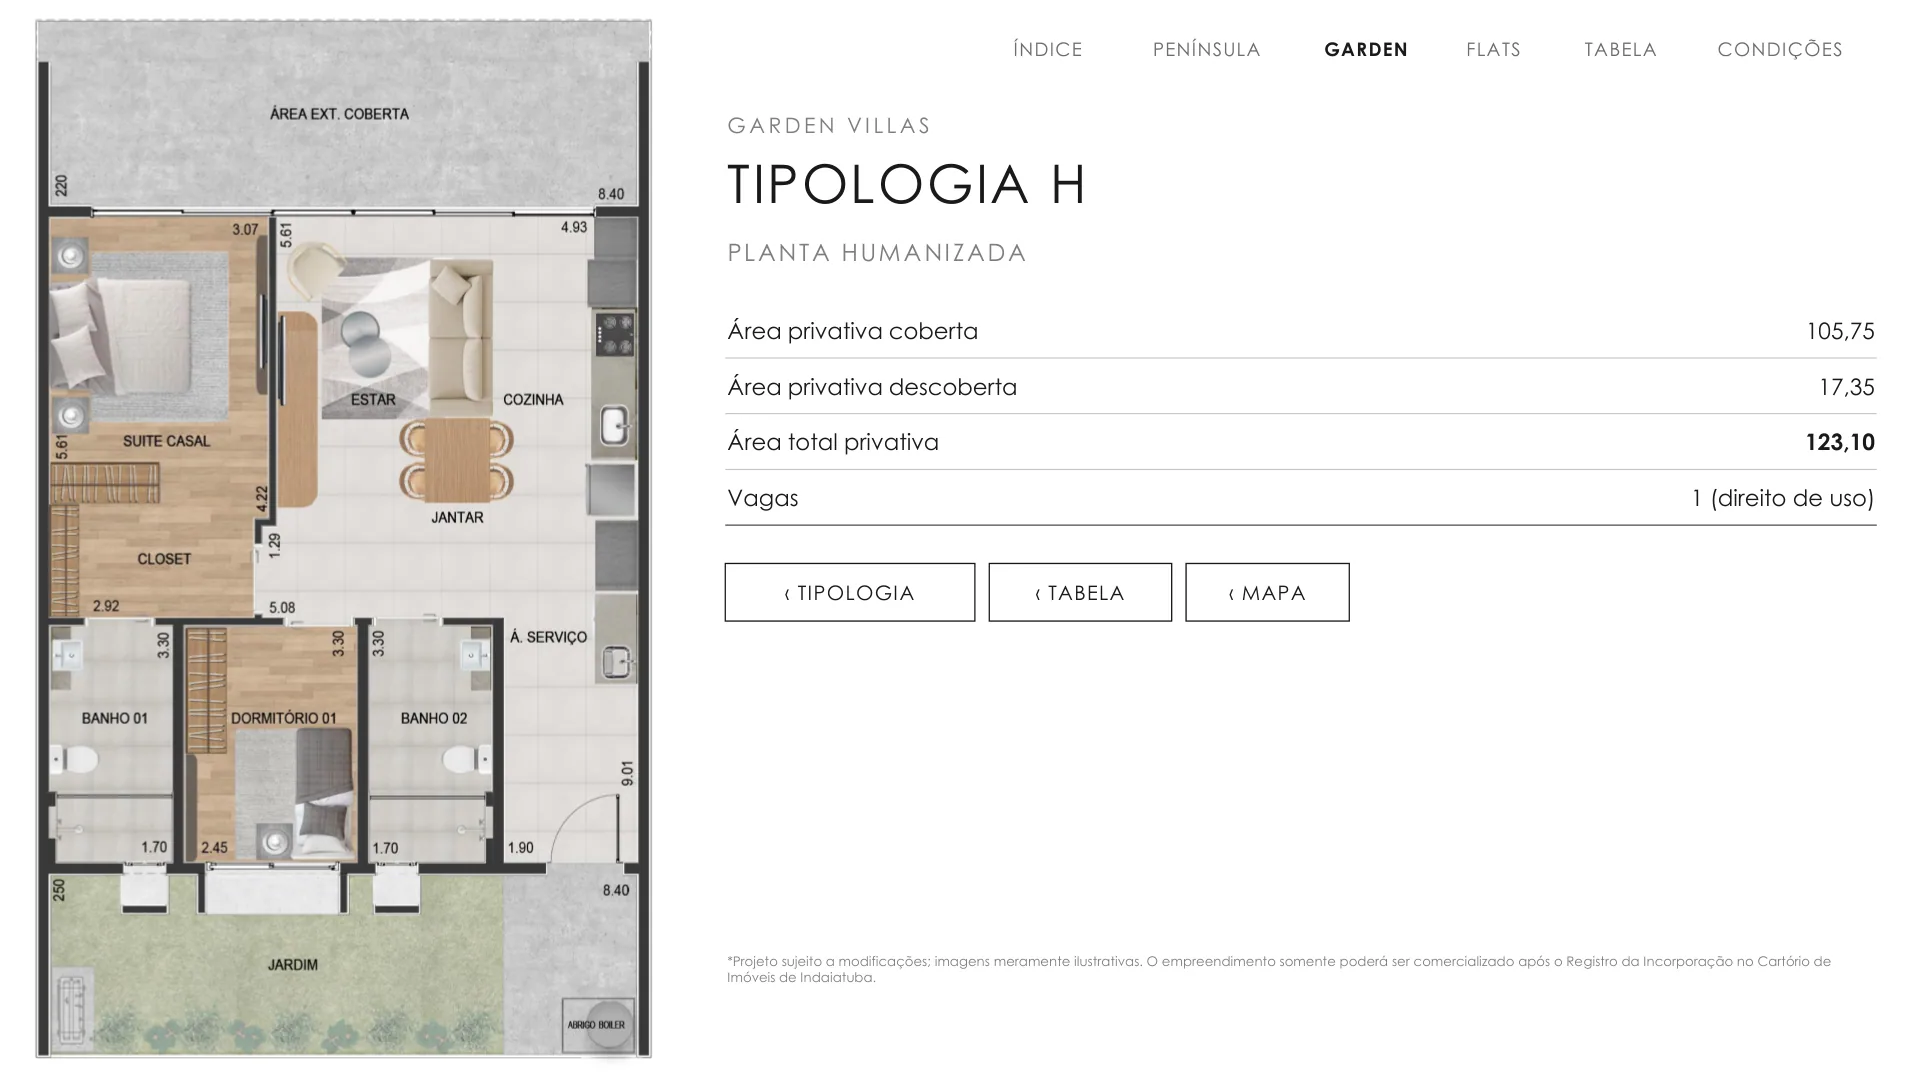 ÍNDICE PENÍNSULA GARDEN FLATS TABELA CONDIÇÕES
GARDEN VILLAS
TIPOLOGIA H
PLANTA HUMANIZADA
Área privativa coberta 105,75
Área privativa descoberta 17,35
Área total privativa 123,10
Vagas 1 (direito de uso)
‹ TIPOLOGIA ‹ TABELA ‹ MAPA
*Projeto sujeito a modificações; imagens meramente ilustrativas. O empreendimento somente poderá ser comercializado após o Registro da Incorporação no Cartório de
Imóveis de Indaiatuba.
ÁREA EXT. COBERTA
220
8.40
3.07
5.61
4.93
ESTAR
COZINHA
SUITE CASAL
5.61
4.22
JANTAR
1.29
CLOSET
2.92
5.08
Á. SERVIÇO
3.30
3.30
3.30
BANHO 01
DORMITÓRIO 01
BANHO 02
9.01
1.70
2.45
1.70
1.90
250
8.40
JARDIM
ABRIGO BOILER